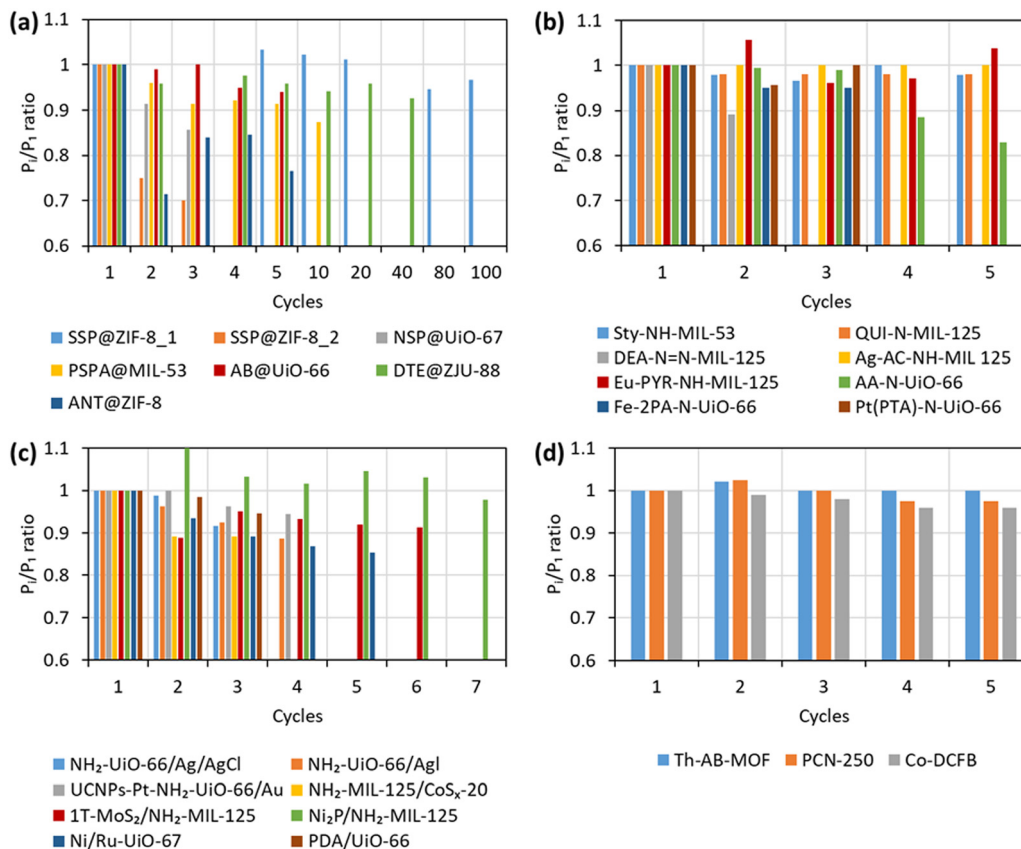 (a)
1.1
1
0.9
0.8
0.7
0.6
Pᵢ/P₁ ratio
1 2 3 4 5 10 20 40 80 100
Cycles
SSP@ZIF-8_1 SSP@ZIF-8_2 NSP@UiO-67
PSPA@MIL-53 AB@UiO-66 DTE@ZJU-88
ANT@ZIF-8
(b)
1.1
1
0.9
0.8
0.7
0.6
Pᵢ/P₁ ratio
1 2 3 4 5
Cycles
Sty-NH-MIL-53 QUI-N-MIL-125
DEA-N=N-MIL-125 Ag-AC-NH-MIL 125
Eu-PYR-NH-MIL-125 AA-N-UiO-66
Fe-2PA-N-UiO-66 Pt(PTA)-N-UiO-66
(c)
1.1
1
0.9
0.8
0.7
0.6
Pᵢ/P₁ ratio
1 2 3 4 5 6 7
Cycles
NH₂-UiO-66/Ag/AgCl NH₂-UiO-66/AgI
UCNPs-Pt-NH₂-UiO-66/Au NH₂-MIL-125/CoSₓ-20
1T-MoS₂/NH₂-MIL-125 Ni₂P/NH₂-MIL-125
Ni/Ru-UiO-67 PDA/UiO-66
(d)
1.1
1
0.9
0.8
0.7
0.6
Pᵢ/P₁ ratio
1 2 3 4 5
Cycles
Th-AB-MOF PCN-250 Co-DCFB